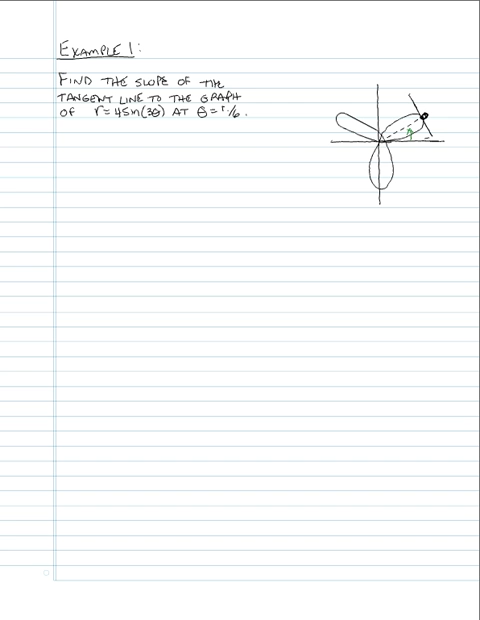 EXAMPLE 1:
FIND THE SLOPE OF THE
TANGENT LINE TO THE GRAPH
OF r=4SIN(3θ) AT θ=π/6.